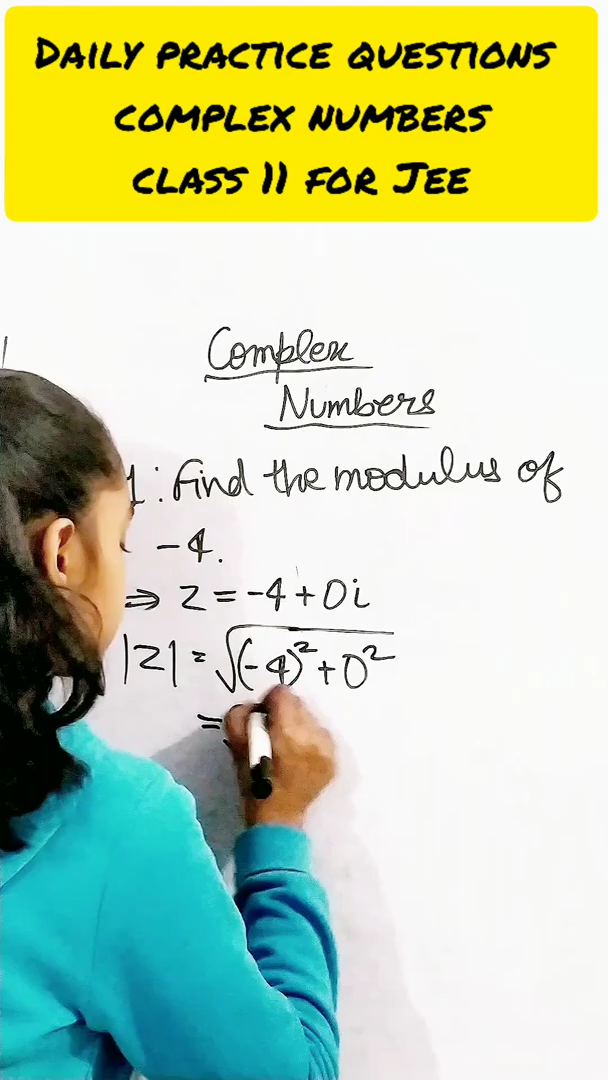 DAILY PRACTICE QUESTIONS
COMPLEX NUMBERS
CLASS 11 FOR JEE
Complex
Numbers
1: Find the modulus of
-4.
⇒ z = -4 + 0i
|z| = √(-4)² + 0²
=